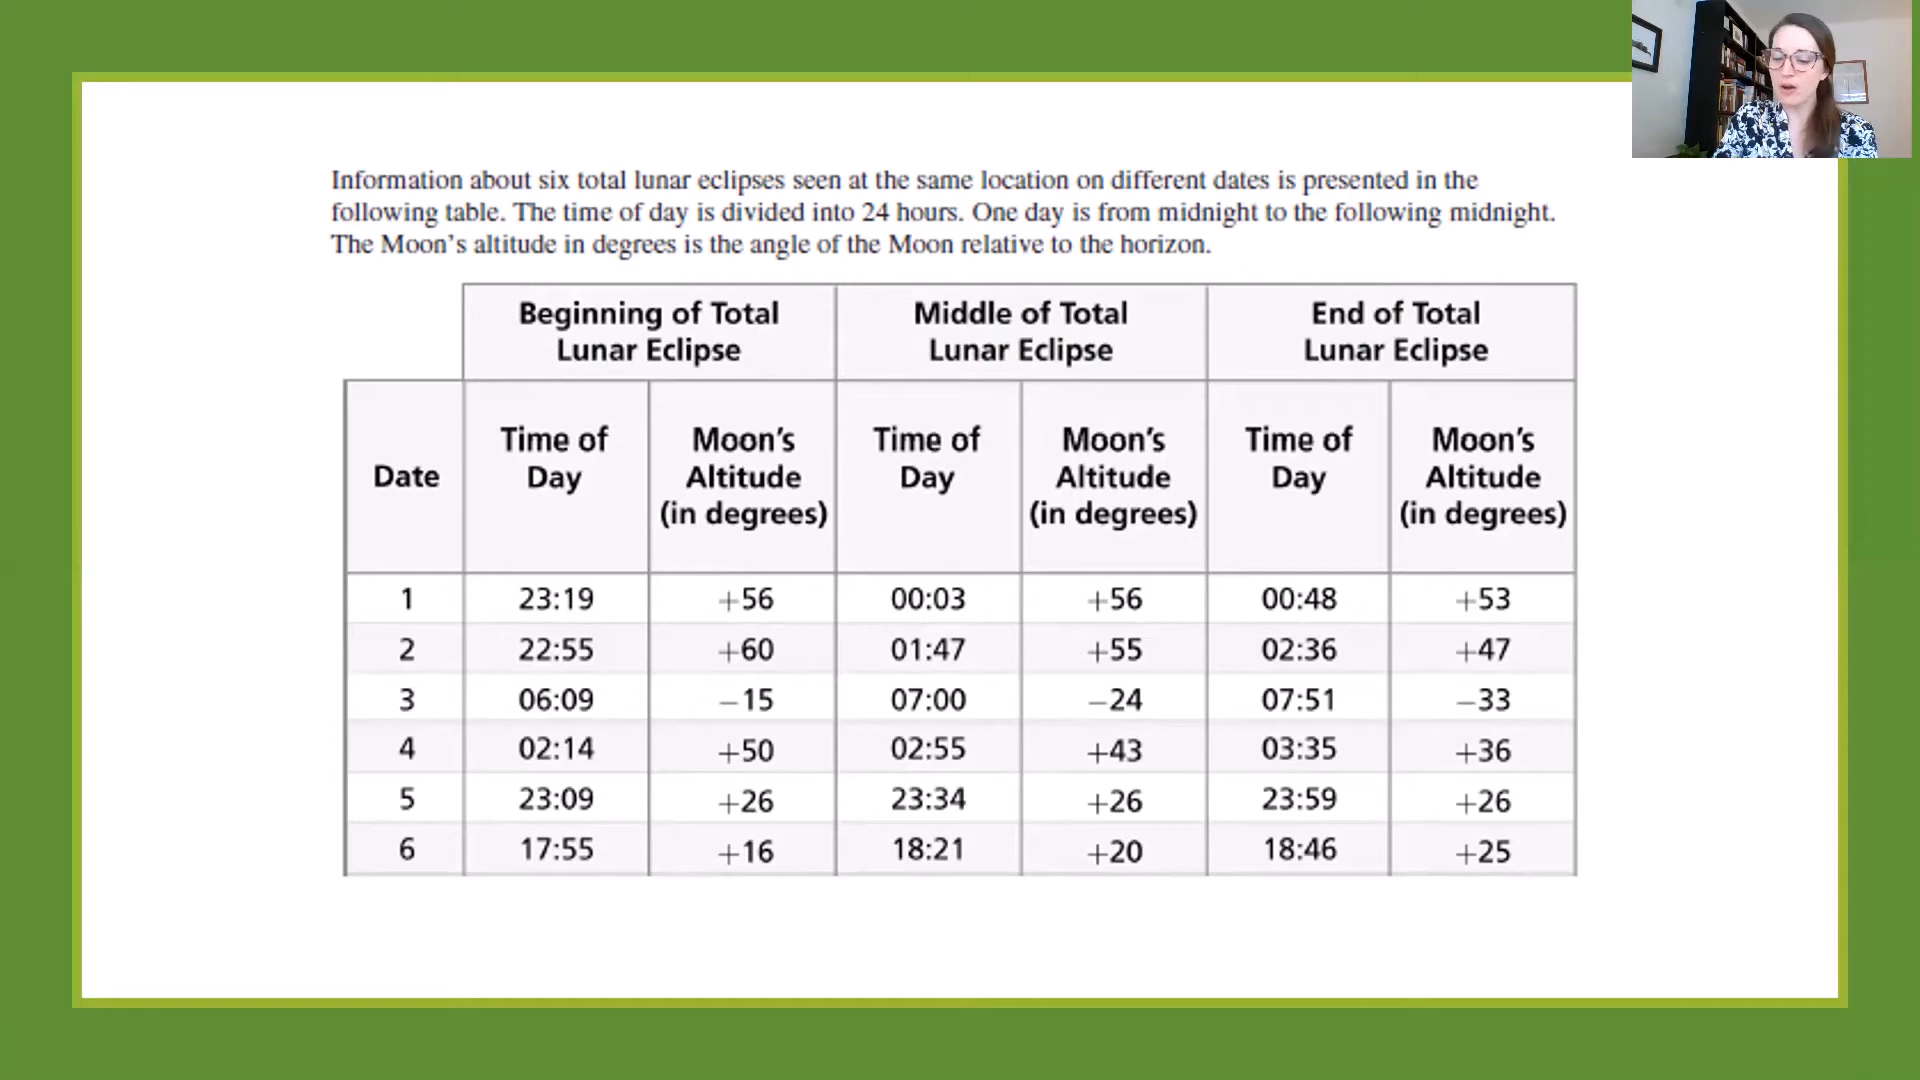 Information about six total lunar eclipses seen at the same location on different dates is presented in the
following table. The time of day is divided into 24 hours. One day is from midnight to the following midnight.
The Moon’s altitude in degrees is the angle of the Moon relative to the horizon.
Beginning of Total Lunar Eclipse
Middle of Total Lunar Eclipse
End of Total Lunar Eclipse
Date
Time of Day
Moon’s Altitude (in degrees)
Time of Day
Moon’s Altitude (in degrees)
Time of Day
Moon’s Altitude (in degrees)
1 23:19 +56 00:03 +56 00:48 +53
2 22:55 +60 01:47 +55 02:36 +47
3 06:09 −15 07:00 −24 07:51 −33
4 02:14 +50 02:55 +43 03:35 +36
5 23:09 +26 23:34 +26 23:59 +26
6 17:55 +16 18:21 +20 18:46 +25